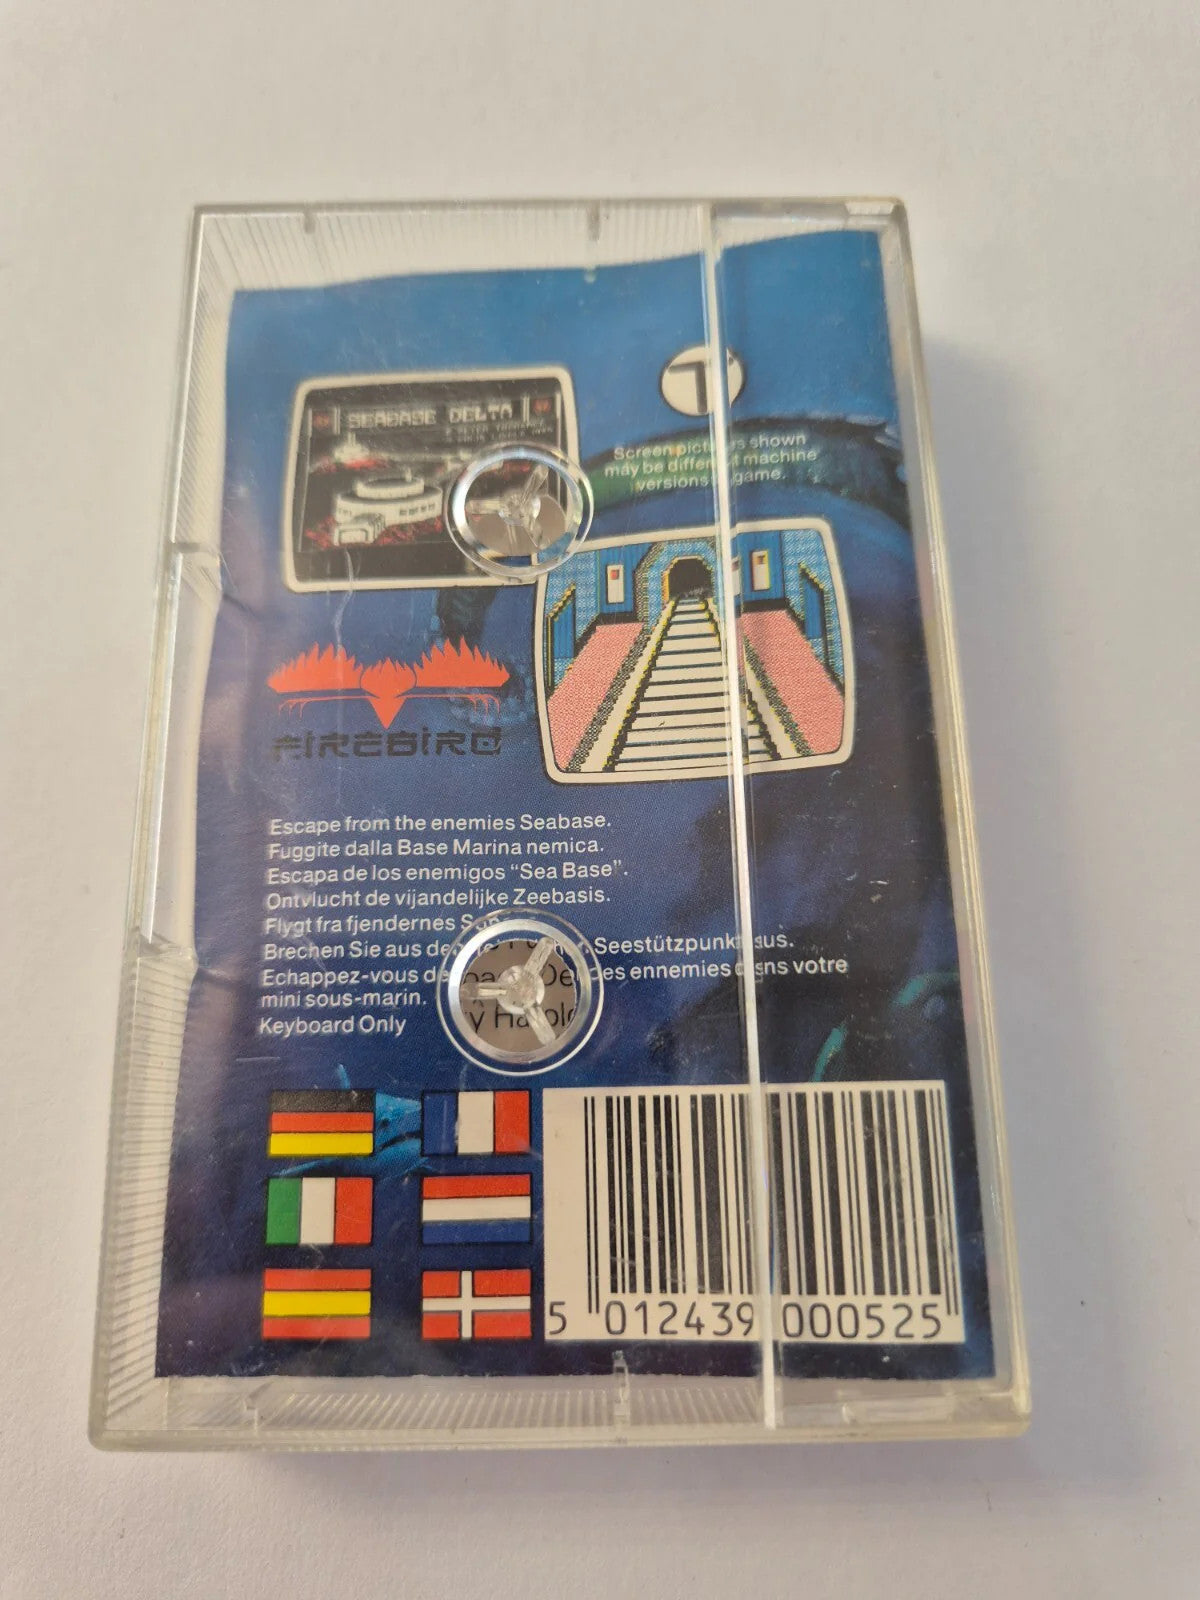 SEABASE DELTA
Screen pictures shown
may be different machine
versions game.
FIREBIRD
Escape from the enemies Seabase.
Fuggite dalla Base Marina nemica.
Escapa de los enemigos "Sea Base".
Ontvlucht de vijandelijke Zeebasis.
Flygt fra fjendernes
Brechen Sie aus Seestützpunkt aus.
Echappez-vous des ennemies dans votre
mini sous-marin.
Keyboard Only
5 012439 000525